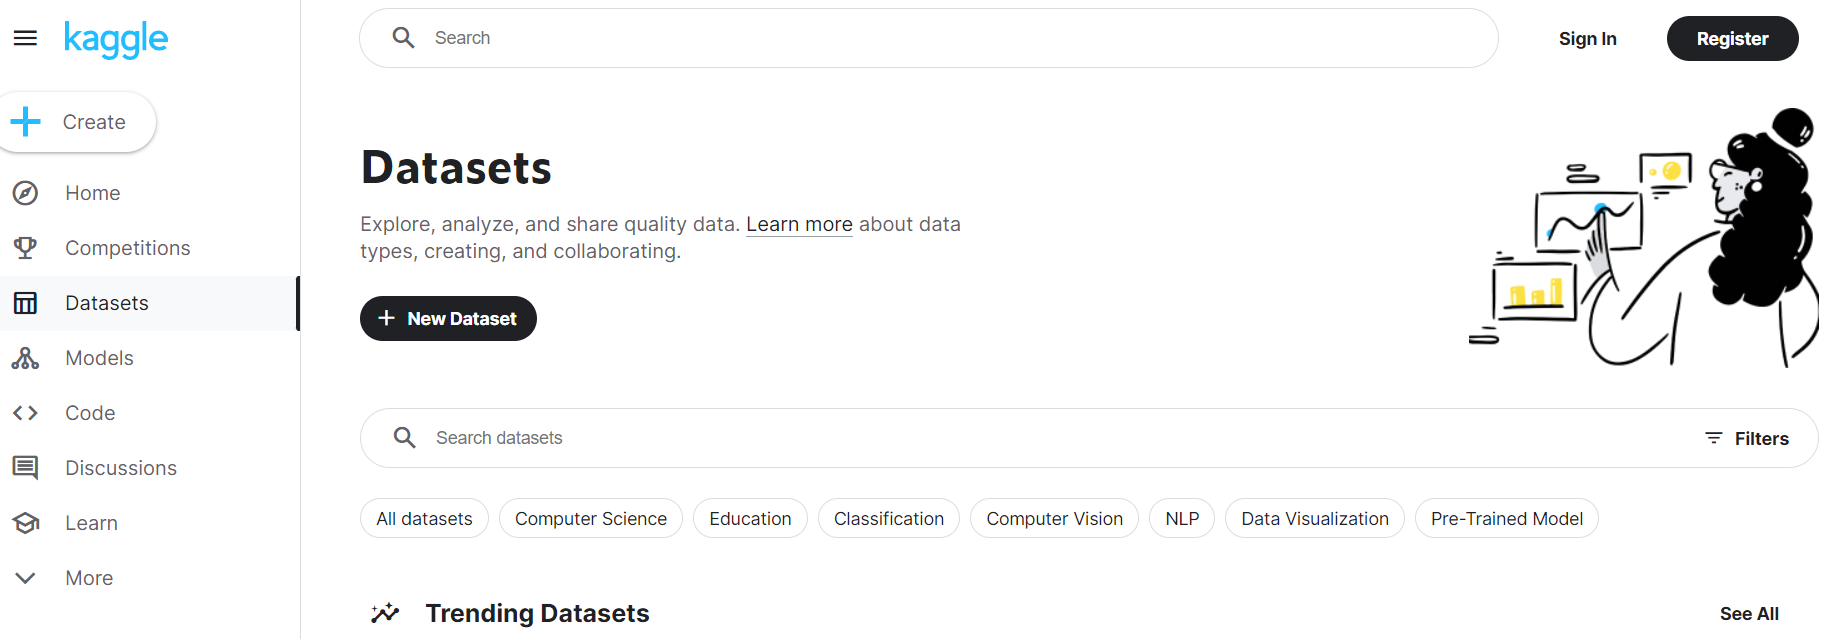 kaggle
Search
Sign In
Register
Create
Home
Competitions
Datasets
Models
Code
Discussions
Learn
More
Datasets
Explore, analyze, and share quality data. Learn more about data
types, creating, and collaborating.
New Dataset
Search datasets
Filters
All datasets
Computer Science
Education
Classification
Computer Vision
NLP
Data Visualization
Pre-Trained Model
Trending Datasets
See All